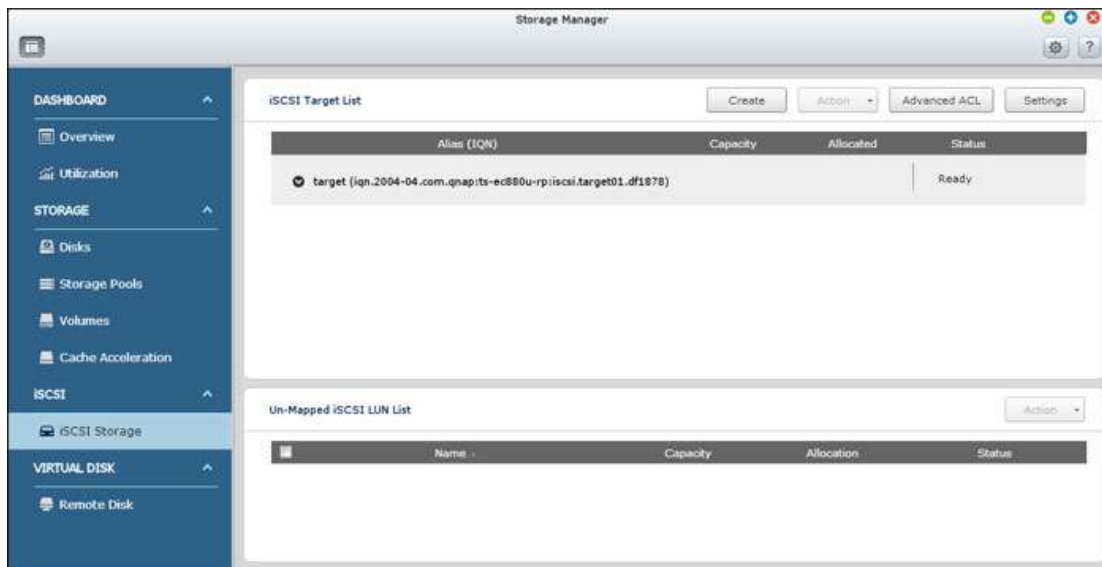 Storage Manager
?
DASHBOARD
Overview
Utilization
STORAGE
Disks
Storage Pools
Volumes
Cache Acceleration
iSCSI
iSCSI Storage
VIRTUAL DISK
Remote Disk
iSCSI Target List
Create
Action
Advanced ACL
Settings
Alias (IQN) Capacity Allocated Status
target (iqn.2004-04.com.qnap:ts-ec880u-rp:iscsi.target01.df1878) Ready
Un-Mapped iSCSI LUN List
Action
Name Capacity Allocation Status